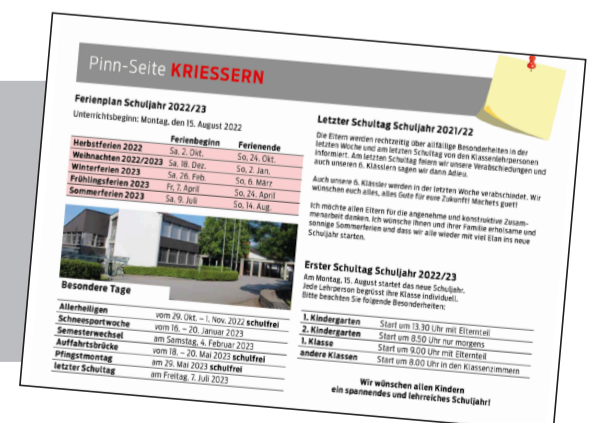 Pinn-Seite KRIESSERN
Ferienplan Schuljahr 2022/23
Unterrichtsbeginn: Montag, den 15. August 2022
Ferienbeginn Ferienende
Herbstferien 2022 Sa, 2. Okt. So, 24. Okt.
Weihnachten 2022/2023 Sa, 18. Dez. So, 2. Jan.
Winterferien 2023 Sa, 26. Feb. So, 6. März
Frühlingsferien 2023 Fr, 7. April So, 24. April
Sommerferien 2023 Sa, 9. Juli So, 14. Aug.
Besondere Tage
Allerheiligen vom 29. Okt. – 1. Nov. 2022 schulfrei
Schneesportwoche vom 16. – 20. Januar 2023
Semesterwechsel am Samstag, 4. Februar 2023
Auffahrtsbrücke vom 18. – 20. Mai 2023 schulfrei
Pfingstmontag am 29. Mai 2023 schulfrei
letzter Schultag am Freitag, 7. Juli 2023
Letzter Schultag Schuljahr 2021/22
Die Eltern werden rechtzeitig über allfällige Besonderheiten in der
letzten Woche und am letzten Schultag von den Klassenlehrpersonen
informiert. Am letzten Schultag feiern wir unsere Verabschiedungen und
auch unseren 6. Klässlern sagen wir dann Adieu.
Auch unsere 6. Klässler werden in der letzten Woche verabschiedet. Wir
wünschen euch alles, alles Gute für eure Zukunft! Machets guet!
Ich möchte allen Eltern für die angenehme und konstruktive Zusam-
menarbeit danken. Ich wünsche Ihnen und Ihrer Familie erholsame und
sonnige Sommerferien und dass wir alle wieder mit viel Elan ins neue
Schuljahr starten.
Erster Schultag Schuljahr 2022/23
Am Montag, 15. August startet das neue Schuljahr.
Jede Lehrperson begrüsst ihre Klasse individuell.
Bitte beachten Sie folgende Besonderheiten:
1. Kindergarten Start um 13.30 Uhr mit Elternteil
2. Kindergarten Start um 8.50 Uhr nur morgens
1. Klasse Start um 9.00 Uhr mit Elternteil
andere Klassen Start um 8.00 Uhr in den Klassenzimmern
Wir wünschen allen Kindern
ein spannendes und lehrreiches Schuljahr!